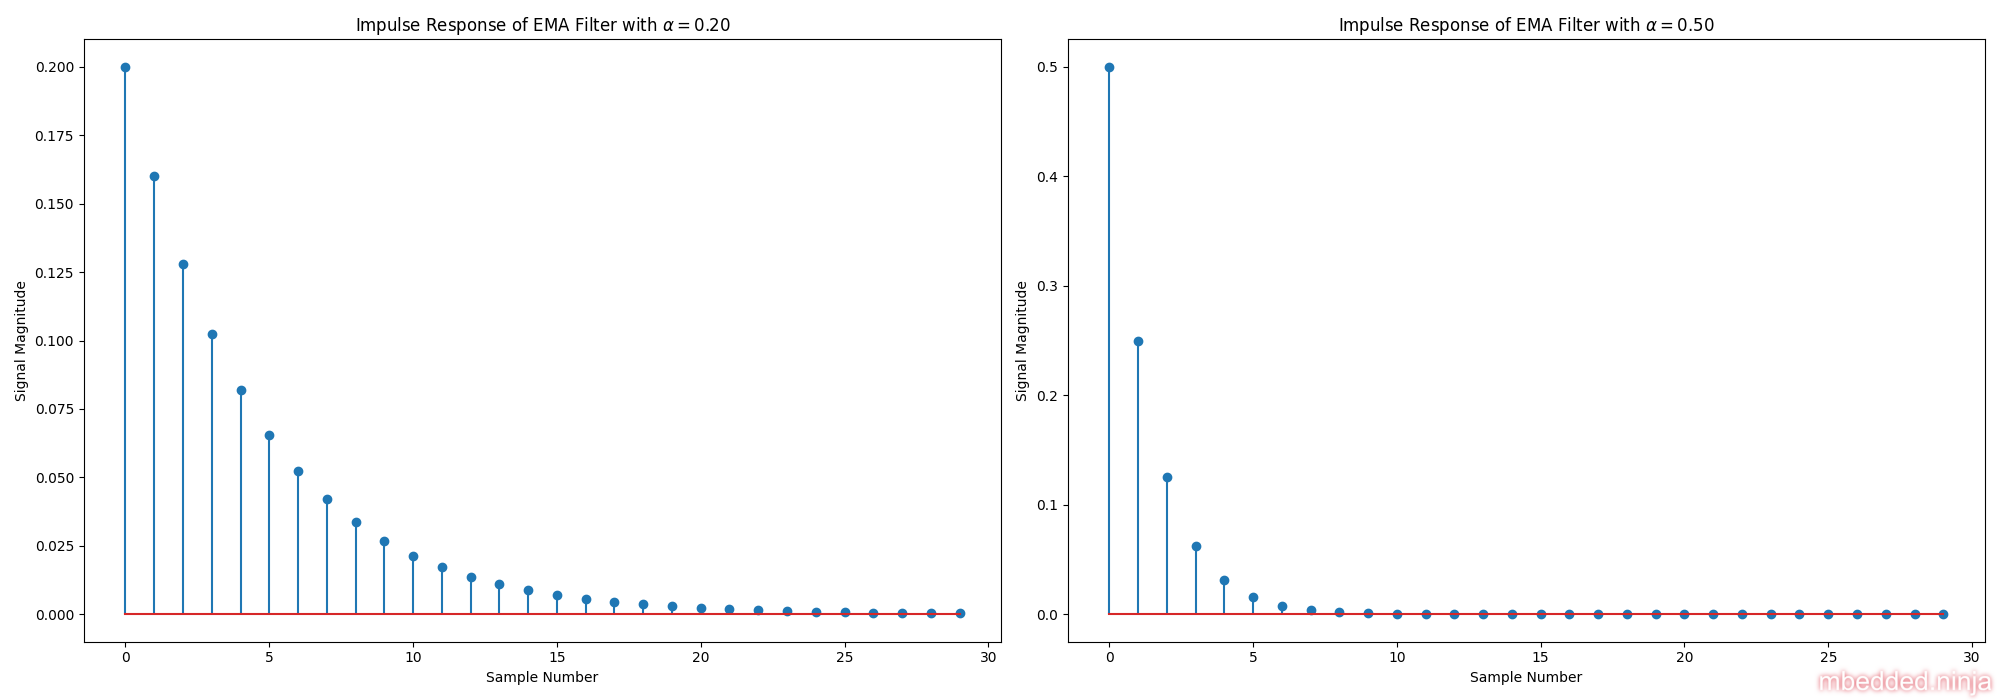 Impulse Response of EMA Filter with α = 0.20
Signal Magnitude
0.200
0.175
0.150
0.125
0.100
0.075
0.050
0.025
0.000
0 5 10 15 20 25 30
Sample Number
Impulse Response of EMA Filter with α = 0.50
Signal Magnitude
0.5
0.4
0.3
0.2
0.1
0.0
0 5 10 15 20 25 30
Sample Number
mbedded.ninja